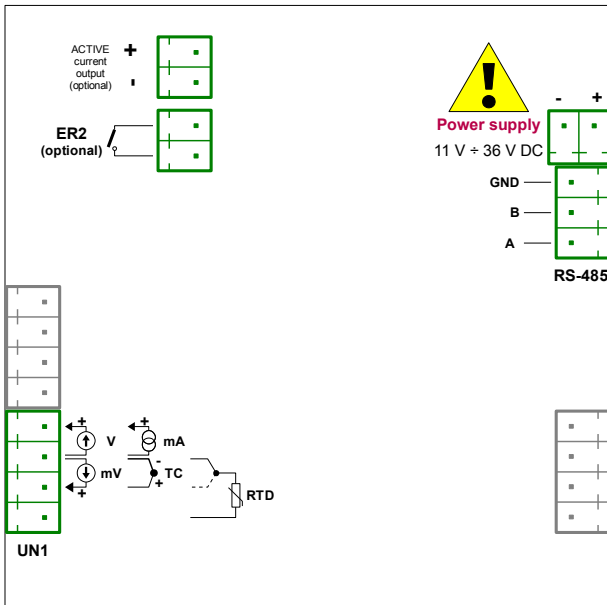 ACTIVE
current
output
(optional)
+
-
ER2
(optional)
!
Power supply
- +
11 V ÷ 36 V DC
GND
B
A
RS-485
+ V
+ mA
mV +
- TC +
RTD
UN1